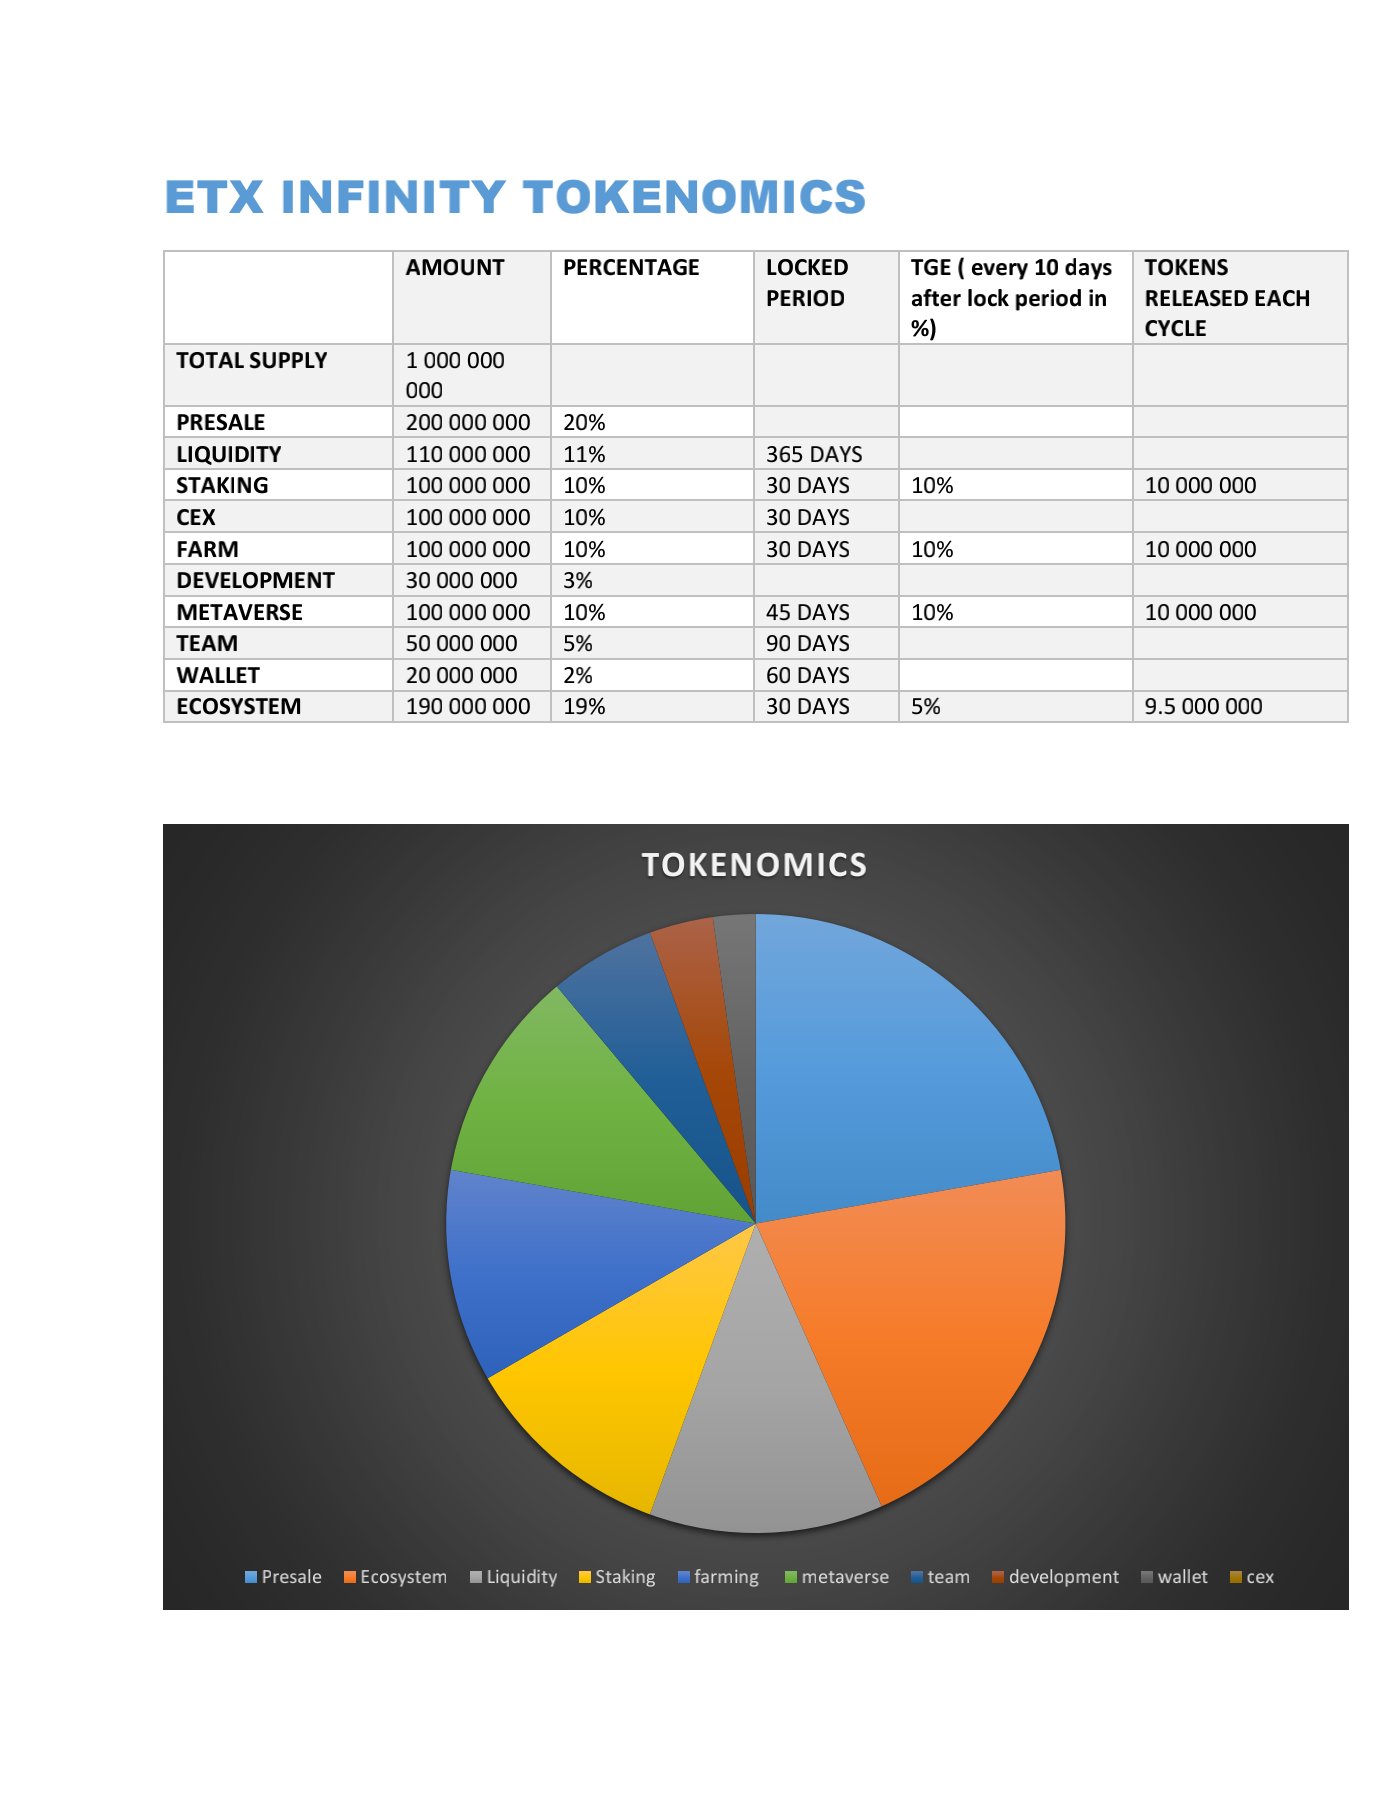 ETX INFINITY TOKENOMICS
AMOUNT PERCENTAGE LOCKED PERIOD TGE ( every 10 days after lock period in %) TOKENS RELEASED EACH CYCLE
TOTAL SUPPLY 1 000 000 000
PRESALE 200 000 000 20%
LIQUIDITY 110 000 000 11% 365 DAYS
STAKING 100 000 000 10% 30 DAYS 10% 10 000 000
CEX 100 000 000 10% 30 DAYS
FARM 100 000 000 10% 30 DAYS 10% 10 000 000
DEVELOPMENT 30 000 000 3%
METAVERSE 100 000 000 10% 45 DAYS 10% 10 000 000
TEAM 50 000 000 5% 90 DAYS
WALLET 20 000 000 2% 60 DAYS
ECOSYSTEM 190 000 000 19% 30 DAYS 5% 9.5 000 000
TOKENOMICS
Presale Ecosystem Liquidity Staking farming metaverse team development wallet cex